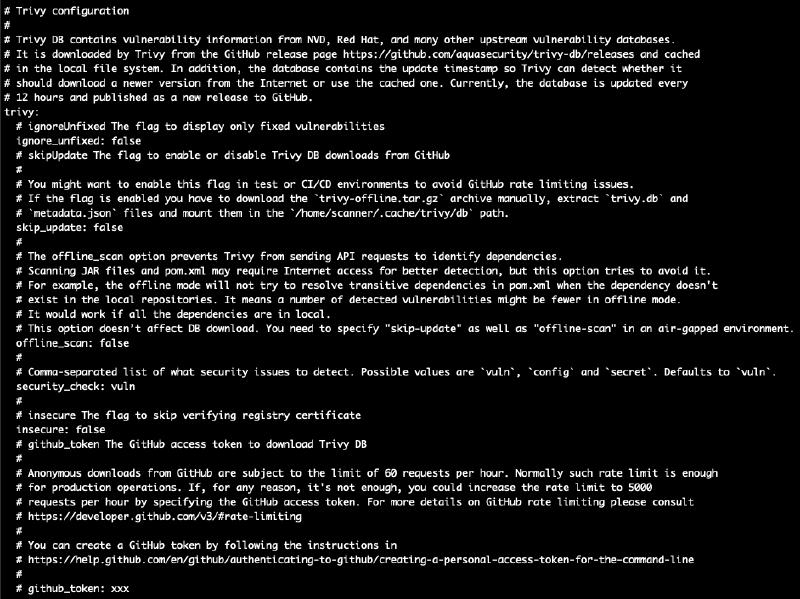 # Trivy configuration
#
# Trivy DB contains vulnerability information from NVD, Red Hat, and many other upstream vulnerability databases.
# It is downloaded by Trivy from the GitHub release page https://github.com/aquasecurity/trivy-db/releases and cached
# in the local file system. In addition, the database contains the update timestamp so Trivy can detect whether it
# should download a newer version from the Internet or use the cached one. Currently, the database is updated every
# 12 hours and published as a new release to GitHub.
trivy:
  # ignoreUnfixed The flag to display only fixed vulnerabilities
  ignore_unfixed: false
  # skipUpdate The flag to enable or disable Trivy DB downloads from GitHub
  #
  # You might want to enable this flag in test or CI/CD environments to avoid GitHub rate limiting issues.
  # If the flag is enabled you have to download the `trivy-offline.tar.gz` archive manually, extract `trivy.db` and
  # `metadata.json` files and mount them in the `/home/scanner/.cache/trivy/db` path.
  skip_update: false
  #
  # The offline_scan option prevents Trivy from sending API requests to identify dependencies.
  # Scanning JAR files and pom.xml may require Internet access for better detection, but this option tries to avoid it.
  # For example, the offline mode will not try to resolve transitive dependencies in pom.xml when the dependency doesn't
  # exist in the local repositories. It means a number of detected vulnerabilities might be fewer in offline mode.
  # It would work if all the dependencies are in local.
  # This option doesn't affect DB download. You need to specify "skip-update" as well as "offline-scan" in an air-gapped environment.
  offline_scan: false
  #
  # Comma-separated list of what security issues to detect. Possible values are `vuln`, `config` and `secret`. Defaults to `vuln`.
  security_check: vuln
  #
  # insecure The flag to skip verifying registry certificate
  insecure: false
  # github_token The GitHub access token to download Trivy DB
  #
  # Anonymous downloads from GitHub are subject to the limit of 60 requests per hour. Normally such rate limit is enough
  # for production operations. If, for any reason, it's not enough, you could increase the rate limit to 5000
  # requests per hour by specifying the GitHub access token. For more details on GitHub rate limiting please consult
  # https://developer.github.com/v3/#rate-limiting
  #
  # You can create a GitHub token by following the instructions in
  # https://help.github.com/en/github/authenticating-to-github/creating-a-personal-access-token-for-the-command-line
  #
  # github_token: xxx